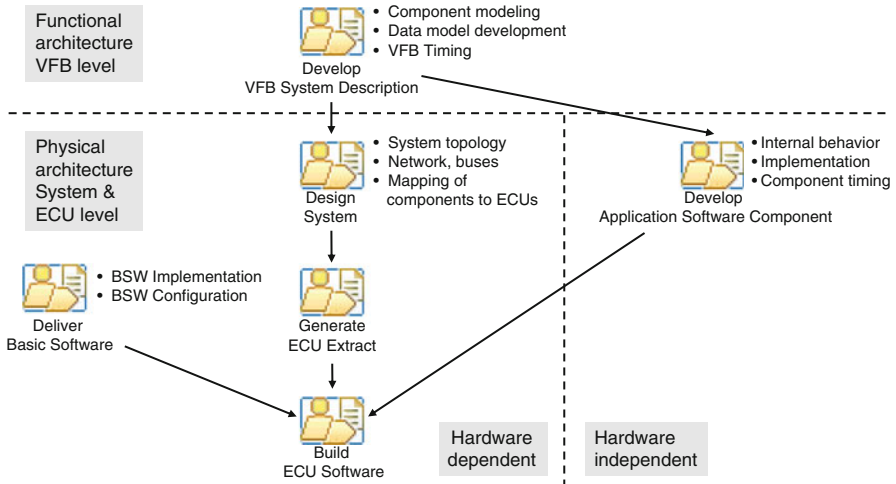 Functional
architecture
VFB level
• Component modeling
• Data model development
• VFB Timing
Develop
VFB System Description
Physical
architecture
System &
ECU level
• System topology
• Network, buses
• Mapping of
components to ECUs
Design
System
• Internal behavior
• Implementation
• Component timing
Develop
Application Software Component
• BSW Implementation
• BSW Configuration
Deliver
Basic Software
Generate
ECU Extract
Build
ECU Software
Hardware
dependent
Hardware
independent